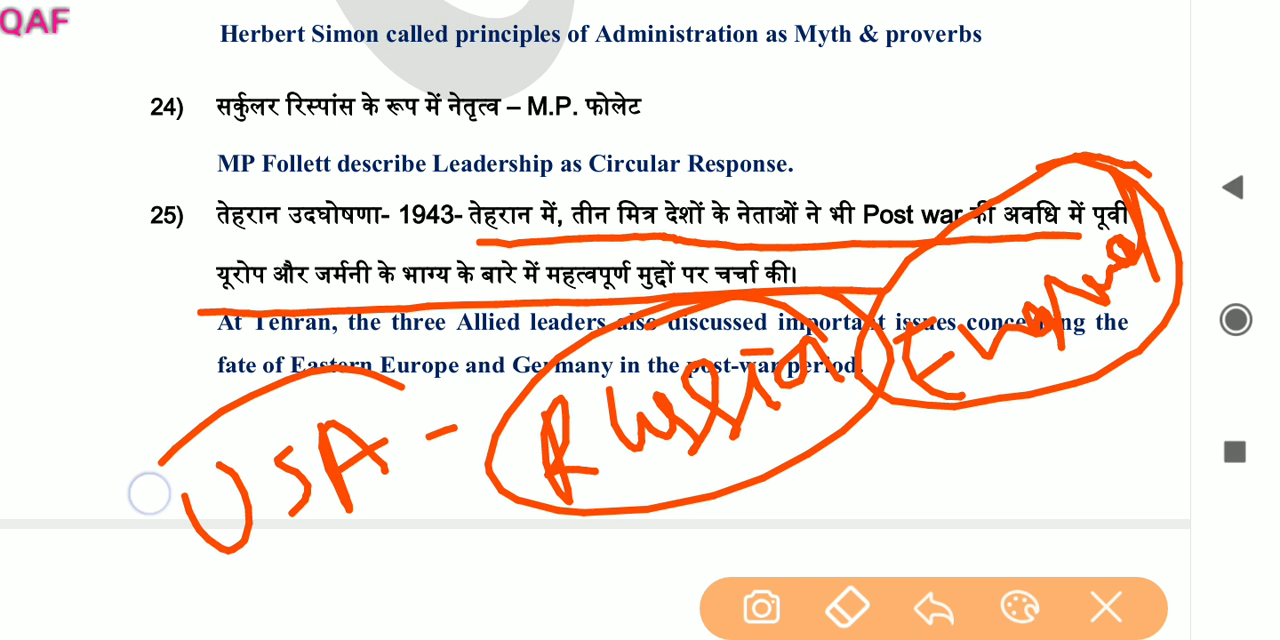 QAF
Herbert Simon called principles of Administration as Myth & proverbs
24) सर्कुलर रिस्पांस के रूप में नेतृत्व – M.P. फोलेट
MP Follett describe Leadership as Circular Response.
25) तेहरान उदघोषणा- 1943- तेहरान में, तीन मित्र देशों के नेताओं ने भी Post war की अवधि में पूर्वी
यूरोप और जर्मनी के भाग्य के बारे में महत्वपूर्ण मुद्दों पर चर्चा की।
At Tehran, the three Allied leaders also discussed important issues concerning the
fate of Eastern Europe and Germany in the post-war period.
USA - Russia England